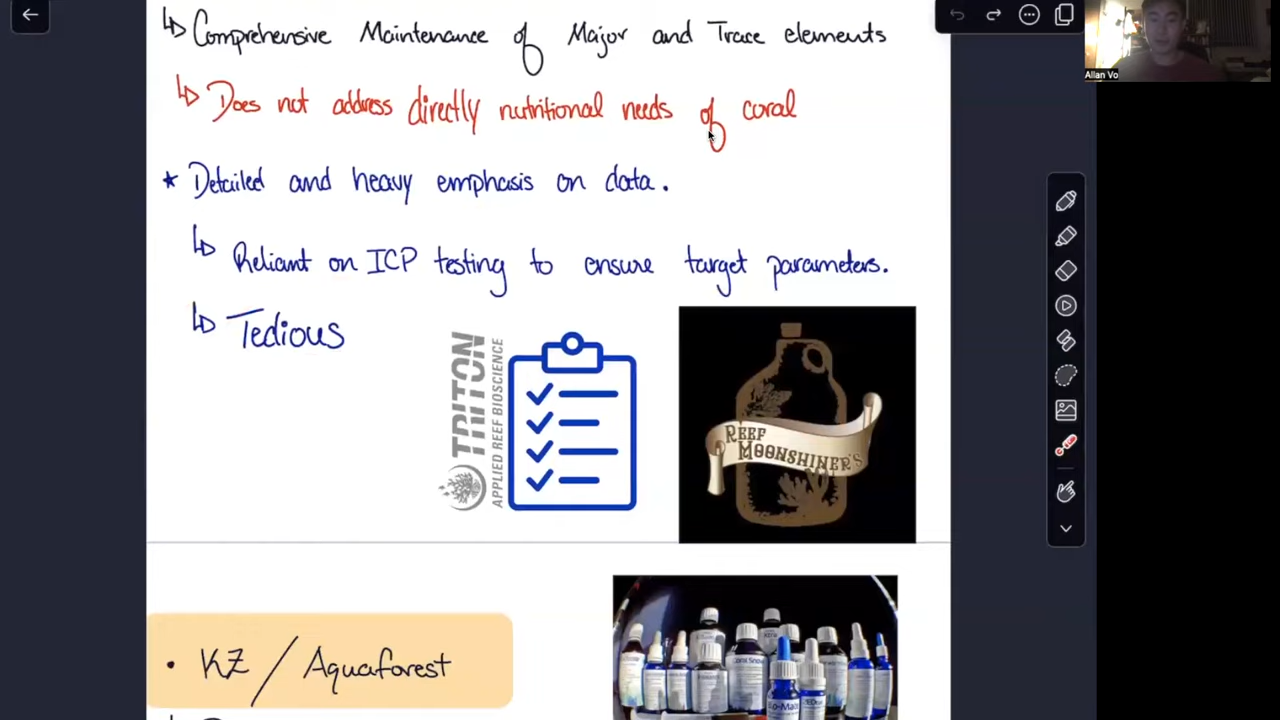 ↳ Comprehensive Maintenance of Major and Trace elements
Allan Vo
↳ Does not address directly nutritional needs of coral
* Detailed and heavy emphasis on data.
↳ Reliant on ICP testing to ensure target parameters.
↳ Tedious
TRITON
APPLIED REEF BIOSCIENCE
REEF
MOONSHINER'S
• KZ / Aquaforest
Coral Snow